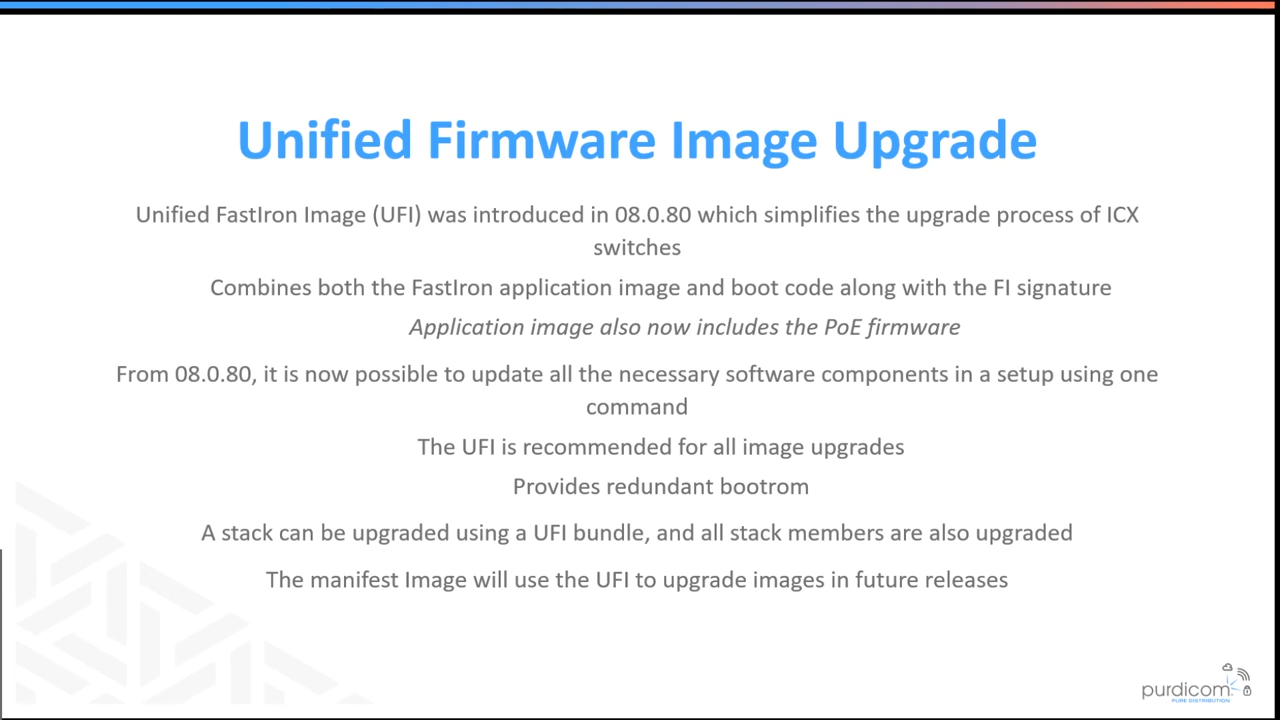 Unified Firmware Image Upgrade
Unified FastIron Image (UFI) was introduced in 08.0.80 which simplifies the upgrade process of ICX
switches
Combines both the FastIron application image and boot code along with the FI signature
Application image also now includes the PoE firmware
From 08.0.80, it is now possible to update all the necessary software components in a setup using one
command
The UFI is recommended for all image upgrades
Provides redundant bootrom
A stack can be upgraded using a UFI bundle, and all stack members are also upgraded
The manifest Image will use the UFI to upgrade images in future releases
purdicom
PURE DISTRIBUTION